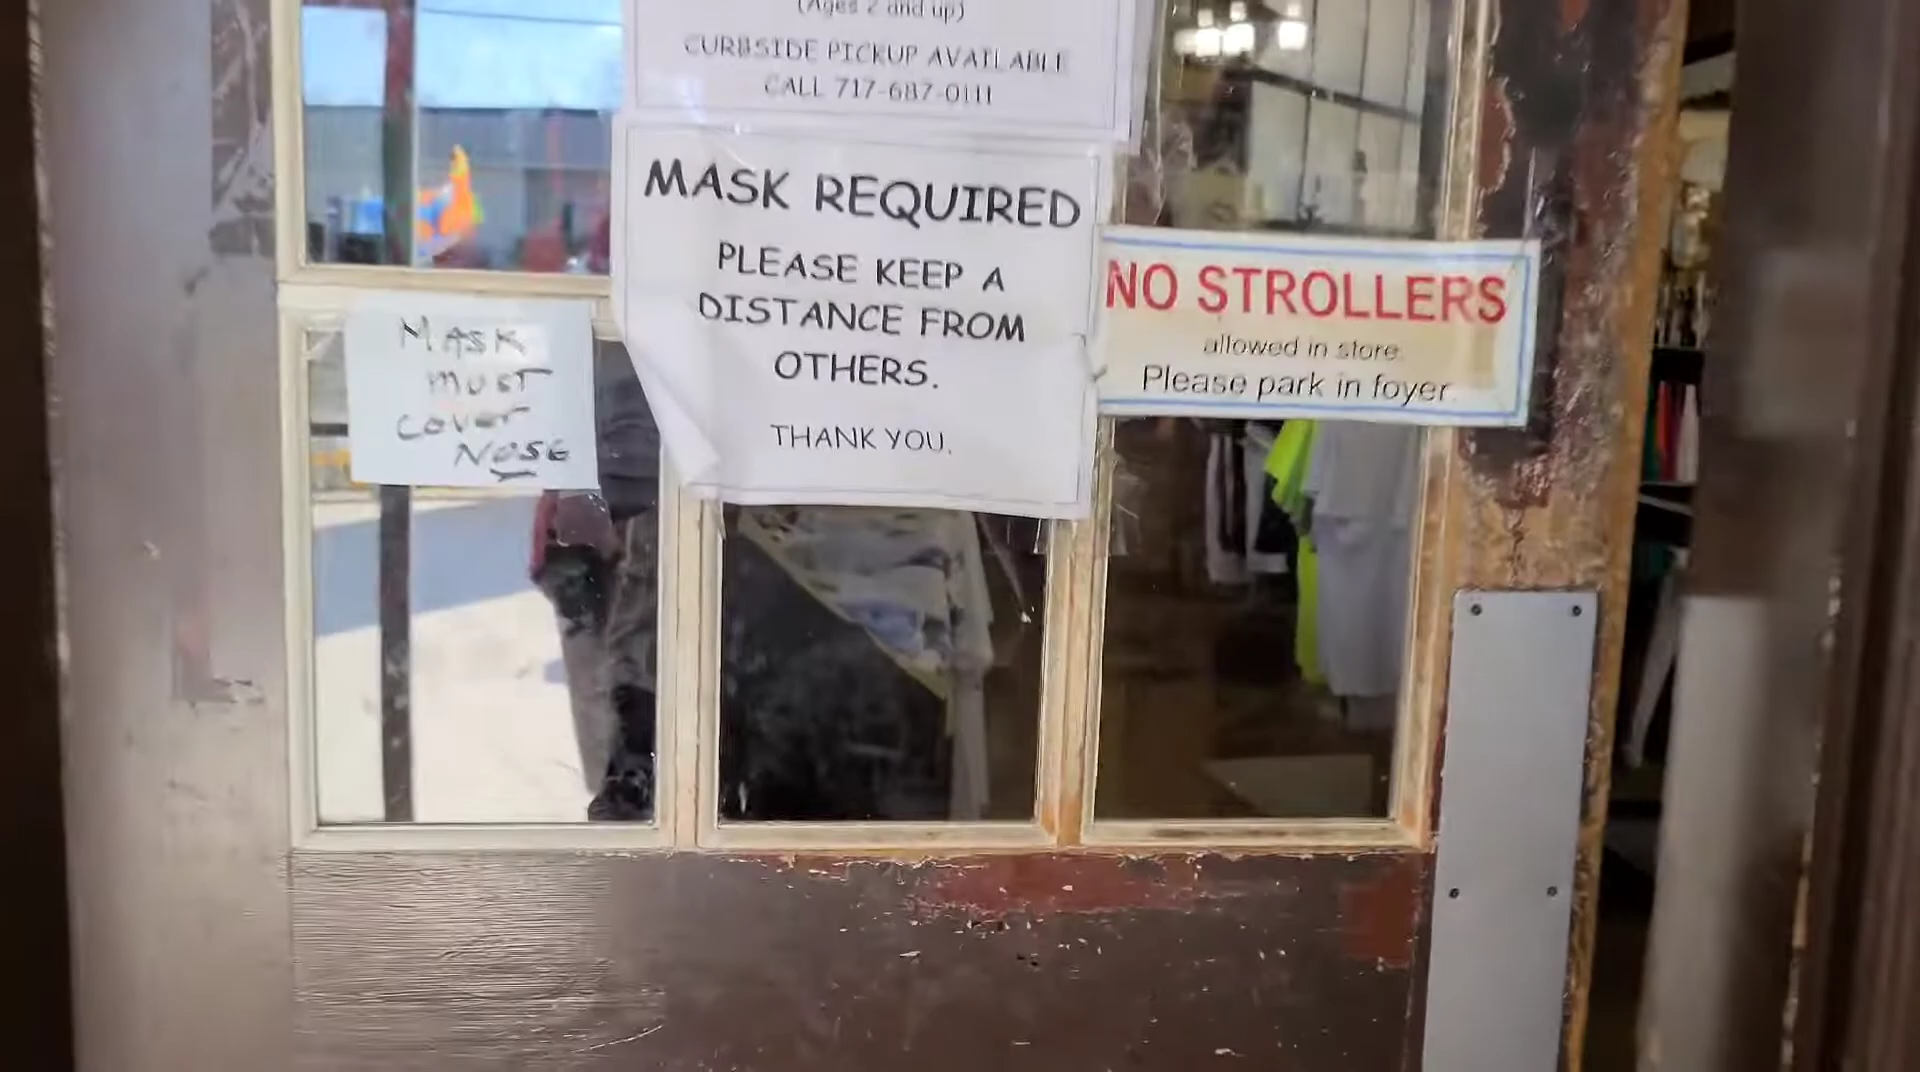 (Ages 2 and up)
CURBSIDE PICKUP AVAILABLE
CALL 717-687-0111
MASK REQUIRED
PLEASE KEEP A
DISTANCE FROM
OTHERS.
THANK YOU.
MASK
MUST
COVER
NOSE
NO STROLLERS
allowed in store.
Please park in foyer.